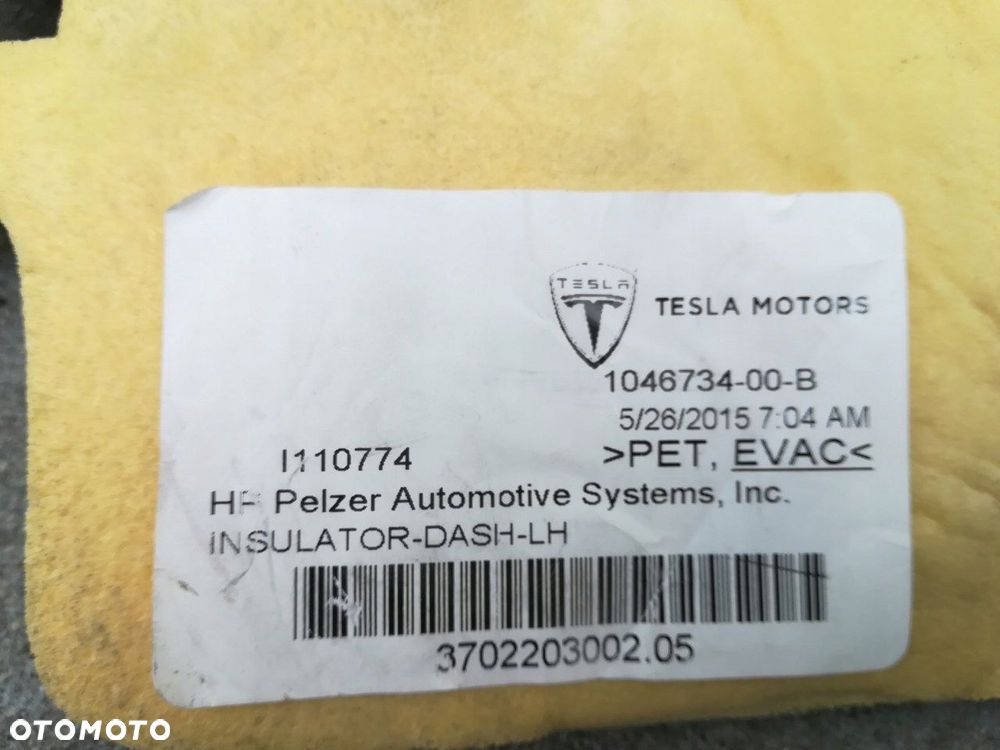 TESLA
TESLA MOTORS
1046734-00-B
5/26/2015 7:04 AM
I110774
>PET, EVAC<
HP Pelzer Automotive Systems, Inc.
INSULATOR-DASH-LH
3702203002.05
OTOMOTO